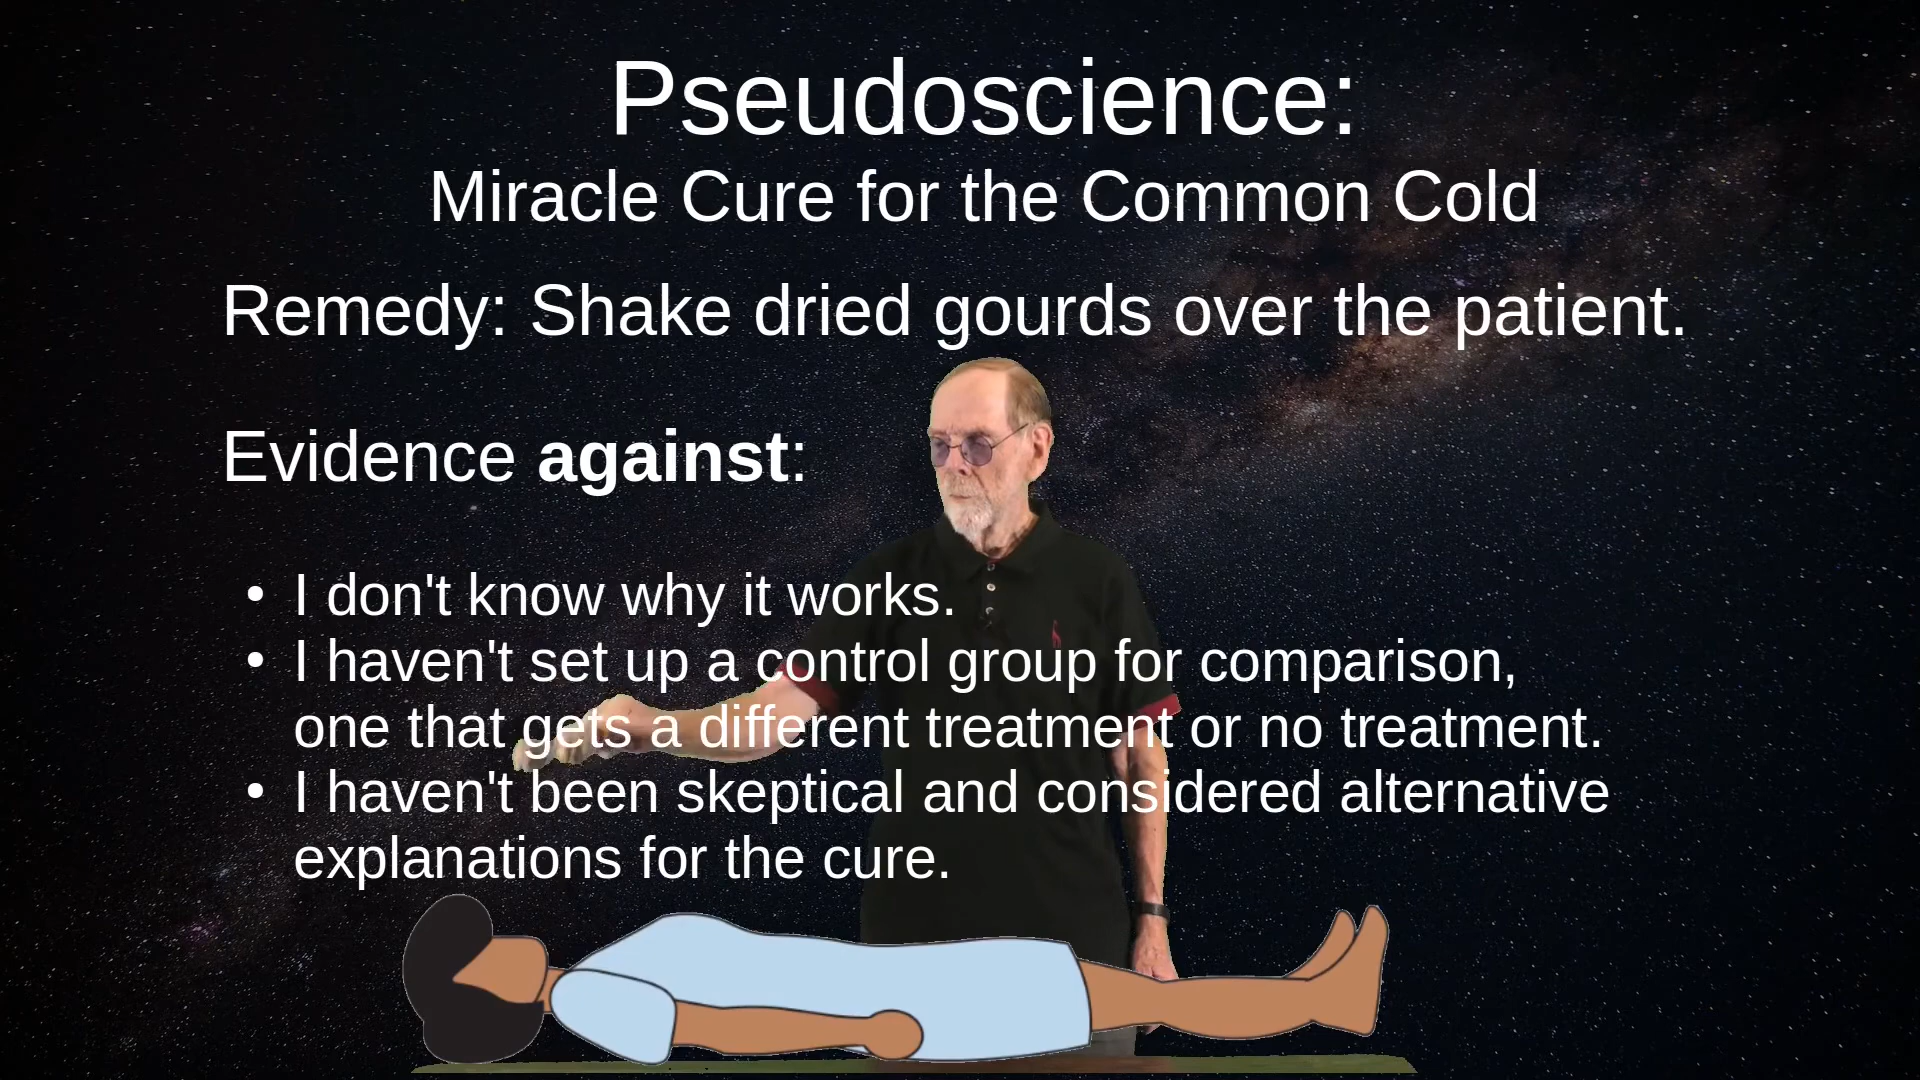 Pseudoscience:
Miracle Cure for the Common Cold
Remedy: Shake dried gourds over the patient.
Evidence against:
• I don't know why it works.
• I haven't set up a control group for comparison,
one that gets a different treatment or no treatment.
• I haven't been skeptical and considered alternative
explanations for the cure.